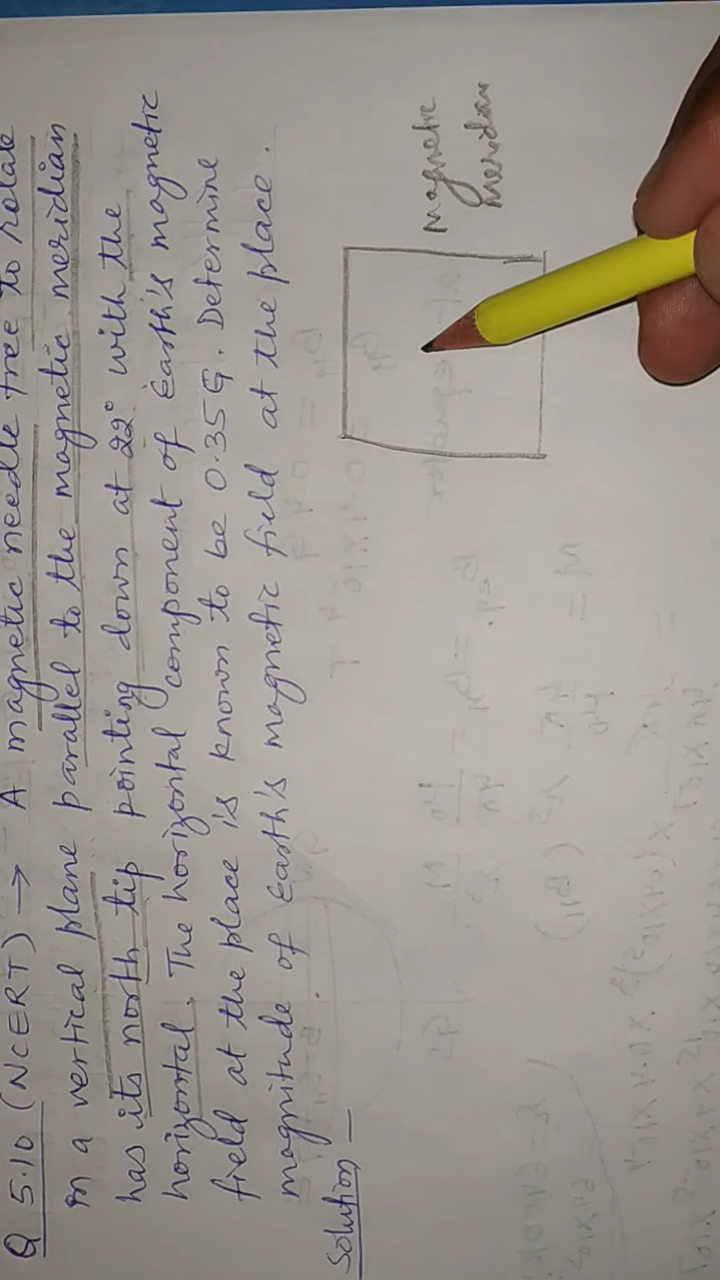 Q 5.10 (NCERT) → A magnetic needle free to rotate
in a vertical plane parallel to the magnetic meridian
has its north tip pointing down at 22° with the
horizontal. The horizontal component of Earth's magnetic
field at the place is known to be 0.35 G. Determine
magnitude of Earth's magnetic field at the place.
Solution –
Magnetic
Meridian